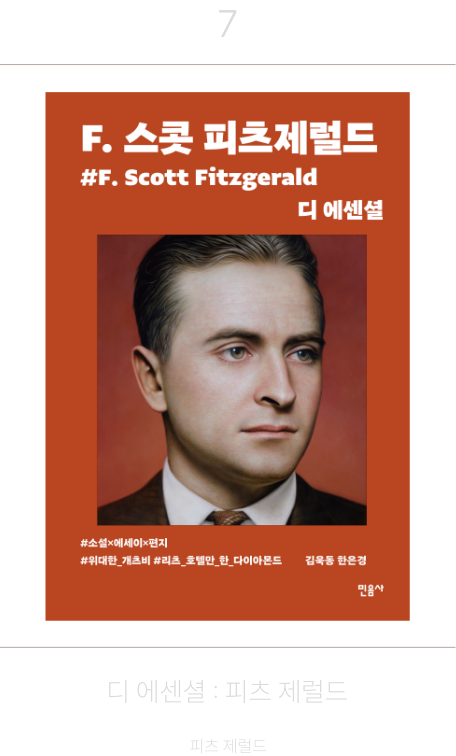 7
F. 스콧 피츠제럴드
#F. Scott Fitzgerald
디 에센셜
#소설×에세이×편지
#위대한_개츠비 #리츠_호텔만_한_다이아몬드 김욱동 한은경
민음사
디 에센셜 : 피츠 제럴드
피츠 제럴드